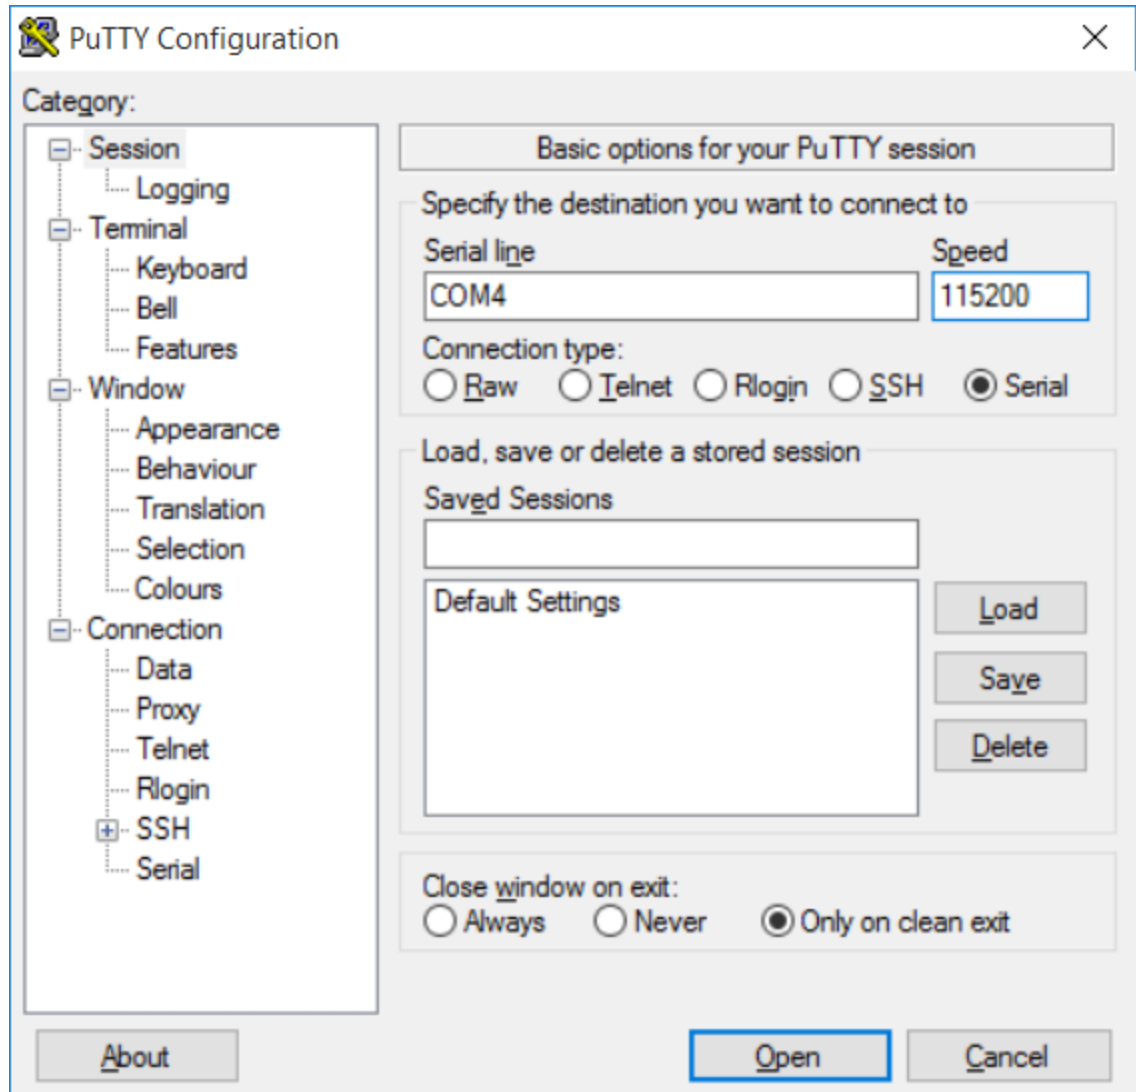 PuTTY Configuration
Category:
Session
Logging
Terminal
Keyboard
Bell
Features
Window
Appearance
Behaviour
Translation
Selection
Colours
Connection
Data
Proxy
Telnet
Rlogin
SSH
Serial
Basic options for your PuTTY session
Specify the destination you want to connect to
Serial line Speed
COM4 115200
Connection type:
Raw Telnet Rlogin SSH Serial
Load, save or delete a stored session
Saved Sessions
Default Settings
Load
Save
Delete
Close window on exit:
Always Never Only on clean exit
About Open Cancel